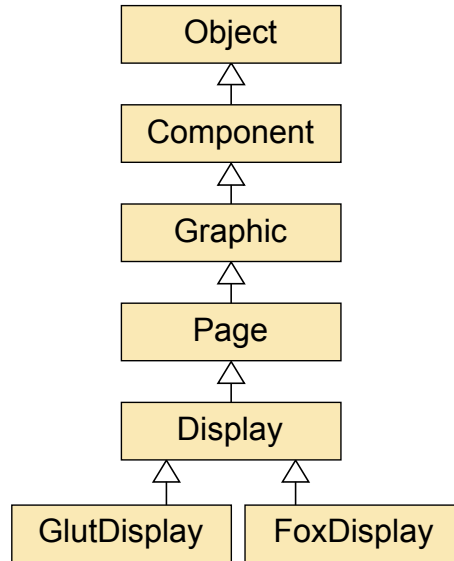 Object
Component
Graphic
Page
Display
GlutDisplay
FoxDisplay